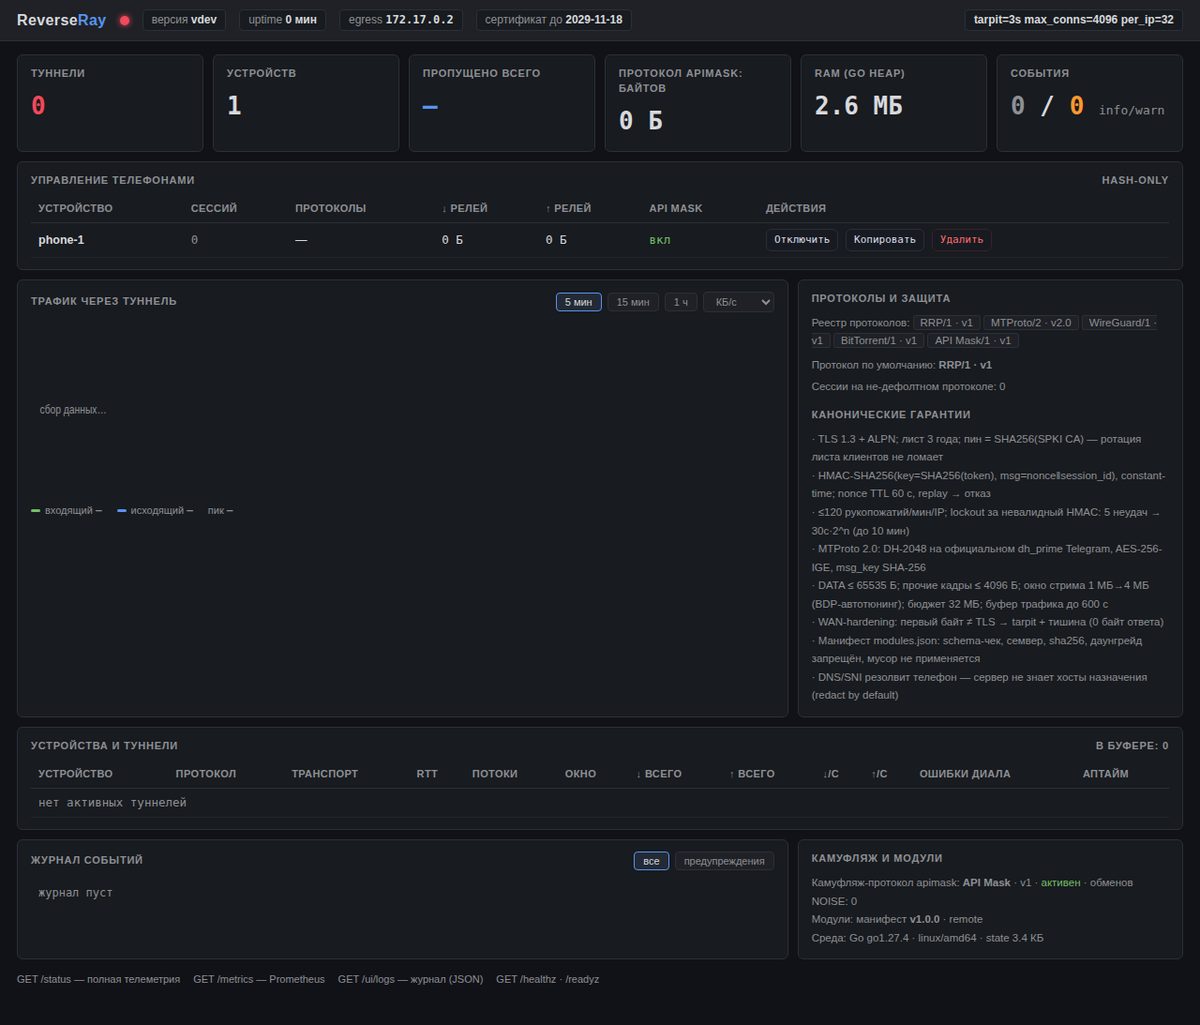 ReverseRay
версия vdev
uptime 0 мин
egress 172.17.0.2
сертификат до 2029-11-18
tarpit=3s max_conns=4096 per_ip=32
ТУННЕЛИ
0
УСТРОЙСТВ
1
ПРОПУЩЕНО ВСЕГО
—
ПРОТОКОЛ APIMASK:
БАЙТОВ
0 Б
RAM (GO HEAP)
2.6 МБ
СОБЫТИЯ
0 / 0 info/warn
УПРАВЛЕНИЕ ТЕЛЕФОНАМИ
HASH-ONLY
УСТРОЙСТВО СЕССИЙ ПРОТОКОЛЫ ↓ РЕЛЕЙ ↑ РЕЛЕЙ API MASK ДЕЙСТВИЯ
phone-1 0 — 0 Б 0 Б вкл Отключить Копировать Удалить
ТРАФИК ЧЕРЕЗ ТУННЕЛЬ
5 мин 15 мин 1 ч КБ/с
сбор данных…
входящий — исходящий — пик —
ПРОТОКОЛЫ И ЗАЩИТА
Реестр протоколов: RRP/1 · v1 MTProto/2 · v2.0 WireGuard/1 ·
v1 BitTorrent/1 · v1 API Mask/1 · v1
Протокол по умолчанию: RRP/1 · v1
Сессии на не-дефолтном протоколе: 0
КАНОНИЧЕСКИЕ ГАРАНТИИ
· TLS 1.3 + ALPN; лист 3 года; пин = SHA256(SPKI CA) — ротация
листа клиентов не ломает
· HMAC-SHA256(key=SHA256(token), msg=nonce‖session_id), constant-
time; nonce TTL 60 с, replay → отказ
· ≤120 рукопожатий/мин/IP; lockout за невалидный HMAC: 5 неудач →
30с·2^n (до 10 мин)
· MTProto 2.0: DH-2048 на официальном dh_prime Telegram, AES-256-
IGE, msg_key SHA-256
· DATA ≤ 65535 Б; прочие кадры ≤ 4096 Б; окно стрима 1 МБ→4 МБ
(BDP-автотюнинг); бюджет 32 МБ; буфер трафика до 600 с
· WAN-hardening: первый байт ≠ TLS → tarpit + тишина (0 байт ответа)
· Манифест modules.json: schema-чек, семвер, sha256, даунгрейд
запрещён, мусор не применяется
· DNS/SNI резолвит телефон — сервер не знает хосты назначения
(redact by default)
УСТРОЙСТВА И ТУННЕЛИ
В БУФЕРЕ: 0
УСТРОЙСТВО ПРОТОКОЛ ТРАНСПОРТ RTT ПОТОКИ ОКНО ↓ ВСЕГО ↑ ВСЕГО ↓/С ↑/С ОШИБКИ ДИАЛА АПТАЙМ
нет активных туннелей
ЖУРНАЛ СОБЫТИЙ
все предупреждения
журнал пуст
КАМУФЛЯЖ И МОДУЛИ
Камуфляж-протокол apimask: API Mask · v1 · активен · обменов
NOISE: 0
Модули: манифест v1.0.0 · remote
Среда: Go go1.27.4 · linux/amd64 · state 3.4 КБ
GET /status — полная телеметрия GET /metrics — Prometheus GET /ui/logs — журнал (JSON) GET /healthz · /readyz